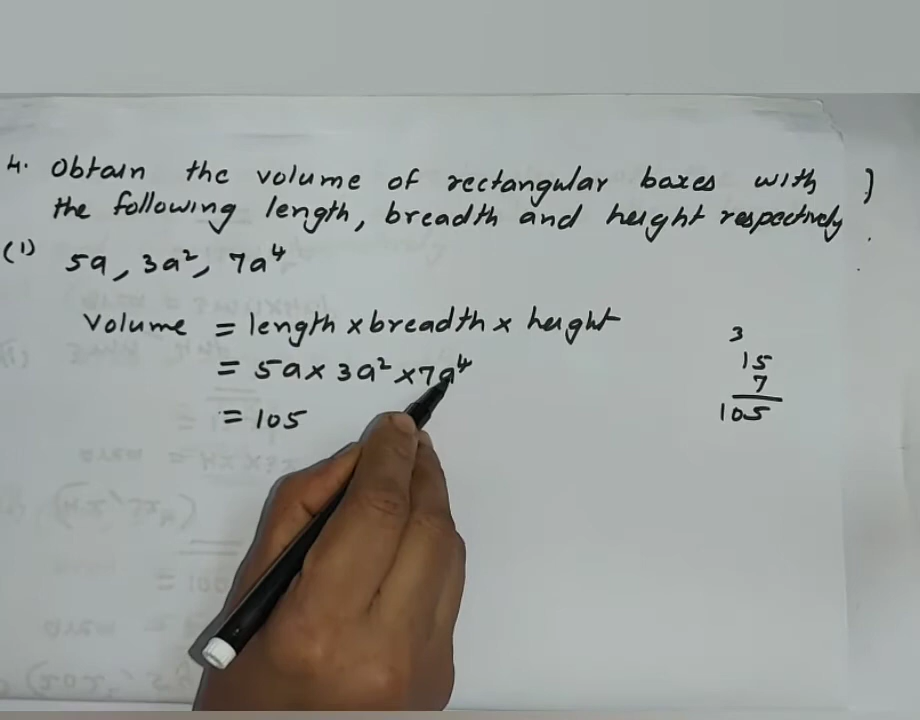 4. Obtain the volume of rectangular boxes with
the following length, breadth and height respectively.
(i) 5a, 3a², 7a⁴
Volume = length × breadth × height
= 5a × 3a² × 7a⁴
= 105
3
15
7
105